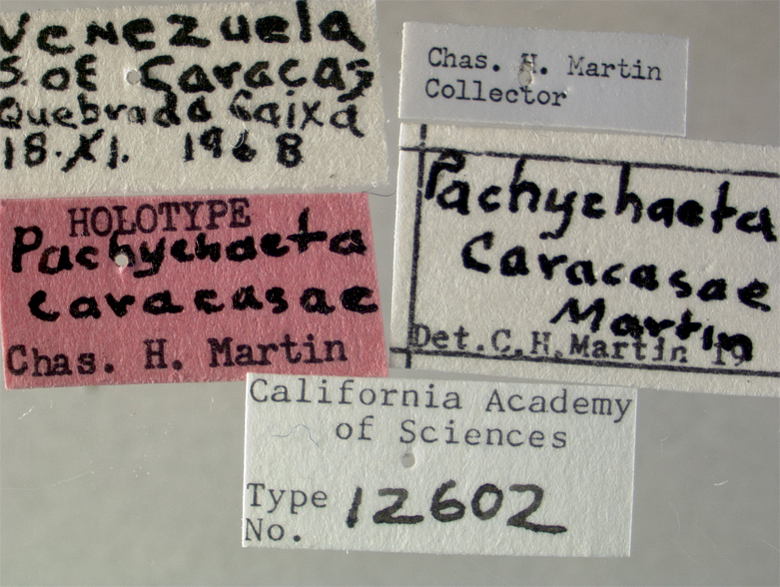 Venezuela
S. of Caracas
Quebrada Caixa
18.XI. 1968
Chas. H. Martin
Collector
HOLOTYPE
Pachychaeta
caracasae
Chas. H. Martin
Pachychaeta
Caracasae
Martin
Det. C. H. Martin 19
California Academy
of Sciences
Type
No. 12602